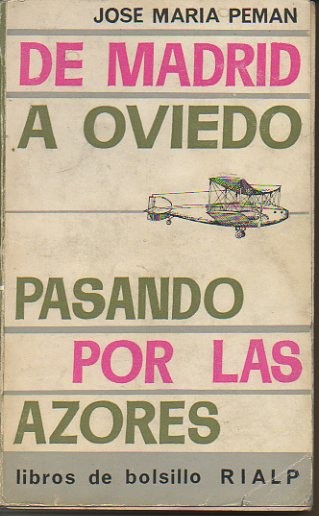 JOSE MARIA PEMAN
DE MADRID
A OVIEDO
PASANDO
POR LAS
AZORES
libros de bolsillo RIALP